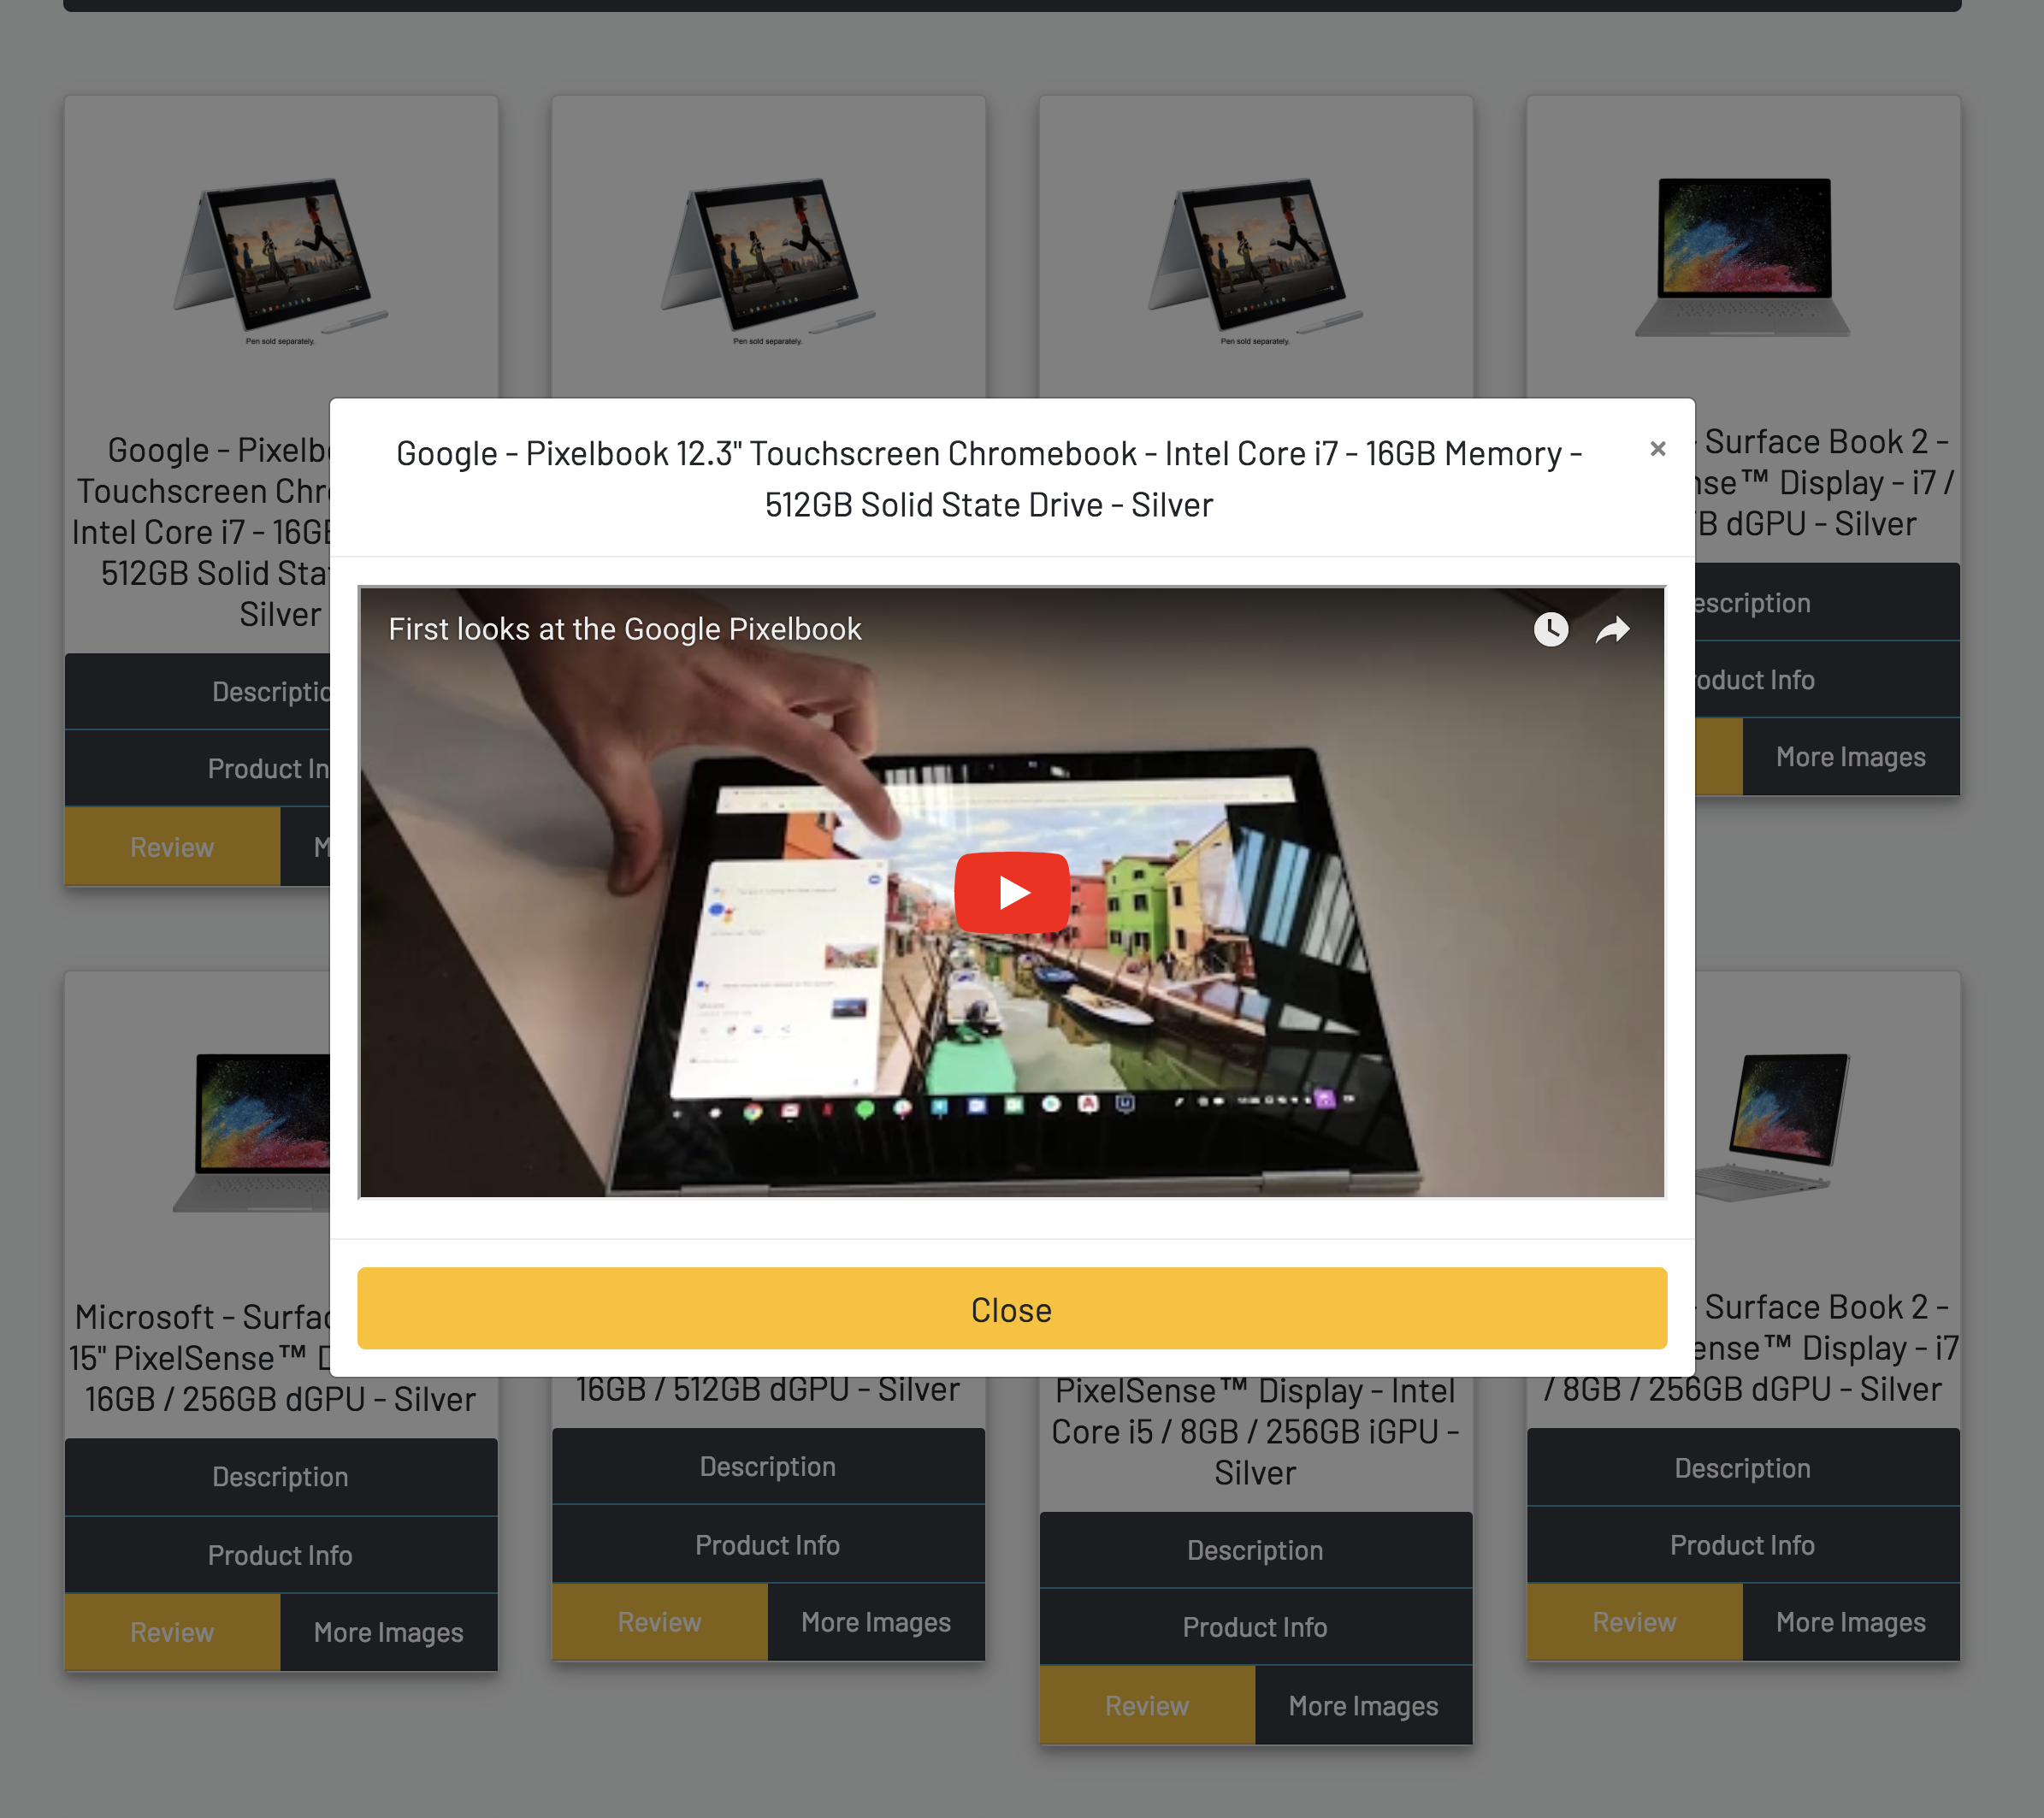 Pen sold separately.
Pen sold separately.
Pen sold separately.
Google - Pixelb
Touchscreen Chr
Intel Core i7 - 16GB
512GB Solid Sta
Silver
Description
Product In
Review
M
Surface Book 2 -
nse™ Display - i7 /
B dGPU - Silver
escription
oduct Info
More Images
Google - Pixelbook 12.3" Touchscreen Chromebook - Intel Core i7 - 16GB Memory -
512GB Solid State Drive - Silver
×
First looks at the Google Pixelbook
Close
Microsoft - Surfac
15" PixelSense™ D
16GB / 256GB dGPU - Silver
Description
Product Info
Review
More Images
16GB / 512GB dGPU - Silver
Description
Product Info
Review
More Images
PixelSense™ Display - Intel
Core i5 / 8GB / 256GB iGPU -
Silver
Description
Product Info
Review
More Images
- Surface Book 2 -
ense™ Display - i7
/ 8GB / 256GB dGPU - Silver
Description
Product Info
Review
More Images